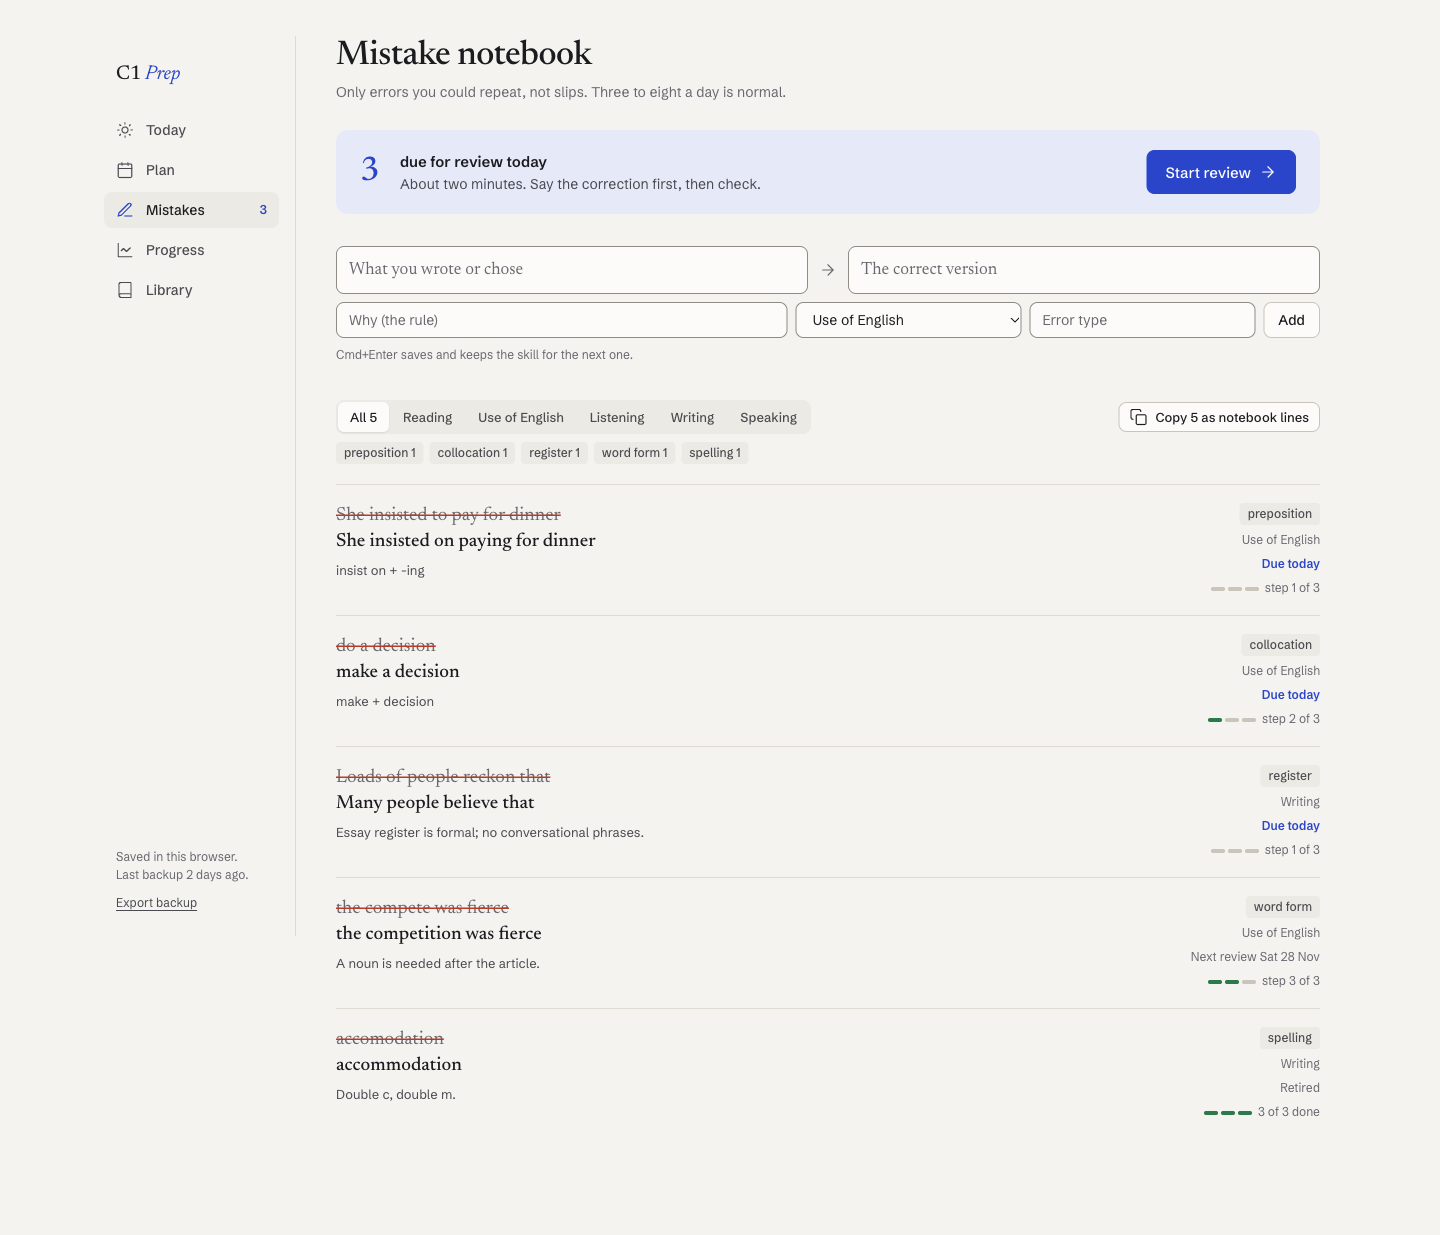 C1 Prep
Today
Plan
Mistakes 3
Progress
Library
Saved in this browser.
Last backup 2 days ago.
Export backup
Mistake notebook
Only errors you could repeat, not slips. Three to eight a day is normal.
3
due for review today
About two minutes. Say the correction first, then check.
Start review
What you wrote or chose
The correct version
Why (the rule)
Use of English
Error type
Add
Cmd+Enter saves and keeps the skill for the next one.
All 5 Reading Use of English Listening Writing Speaking
Copy 5 as notebook lines
preposition 1 collocation 1 register 1 word form 1 spelling 1
She insisted to pay for dinner
She insisted on paying for dinner
insist on + -ing
preposition
Use of English
Due today
step 1 of 3
do a decision
make a decision
make + decision
collocation
Use of English
Due today
step 2 of 3
Loads of people reckon that
Many people believe that
Essay register is formal; no conversational phrases.
register
Writing
Due today
step 1 of 3
the compete was fierce
the competition was fierce
A noun is needed after the article.
word form
Use of English
Next review Sat 28 Nov
step 3 of 3
accomodation
accommodation
Double c, double m.
spelling
Writing
Retired
3 of 3 done